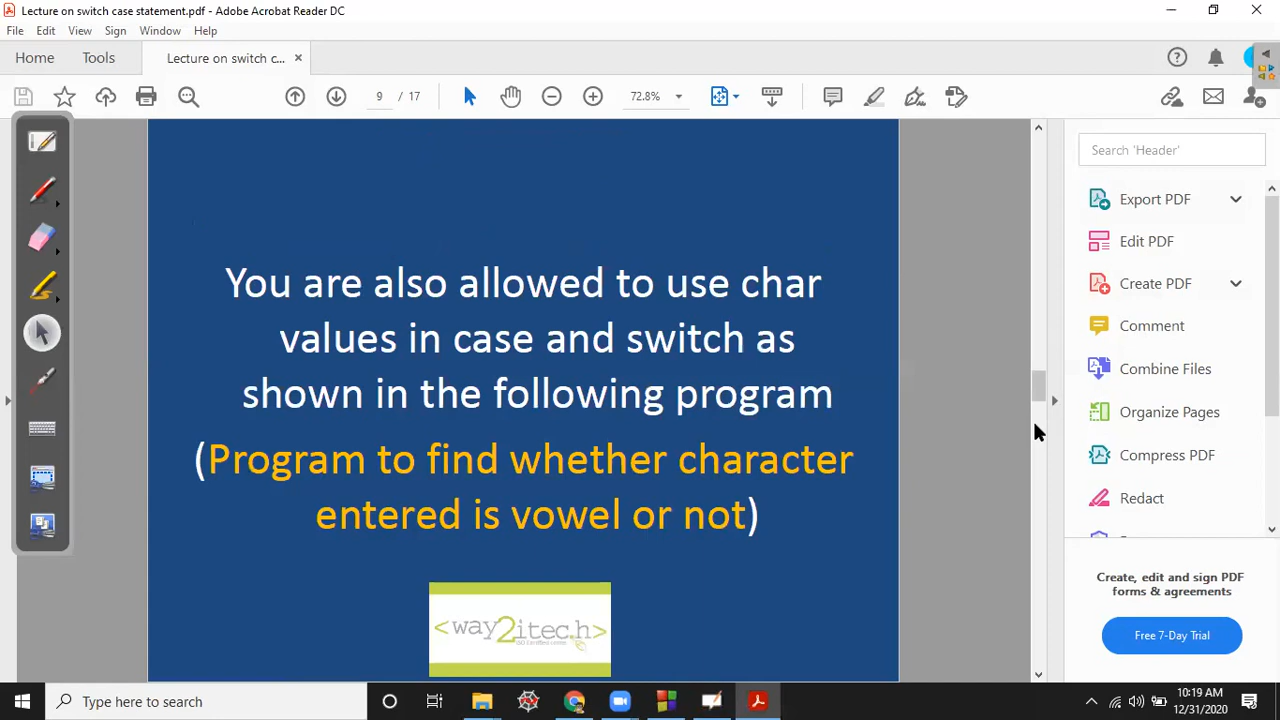 Lecture on switch case statement.pdf - Adobe Acrobat Reader DC
File Edit View Sign Window Help
Home Tools Lecture on switch c... ×
9 / 17 72.8%
Search 'Header'
Export PDF
Edit PDF
Create PDF
Comment
Combine Files
Organize Pages
Compress PDF
Redact
Create, edit and sign PDF
forms & agreements
Free 7-Day Trial
You are also allowed to use char
values in case and switch as
shown in the following program
(Program to find whether character
entered is vowel or not)
<way2itec.h>
Type here to search
10:19 AM
12/31/2020